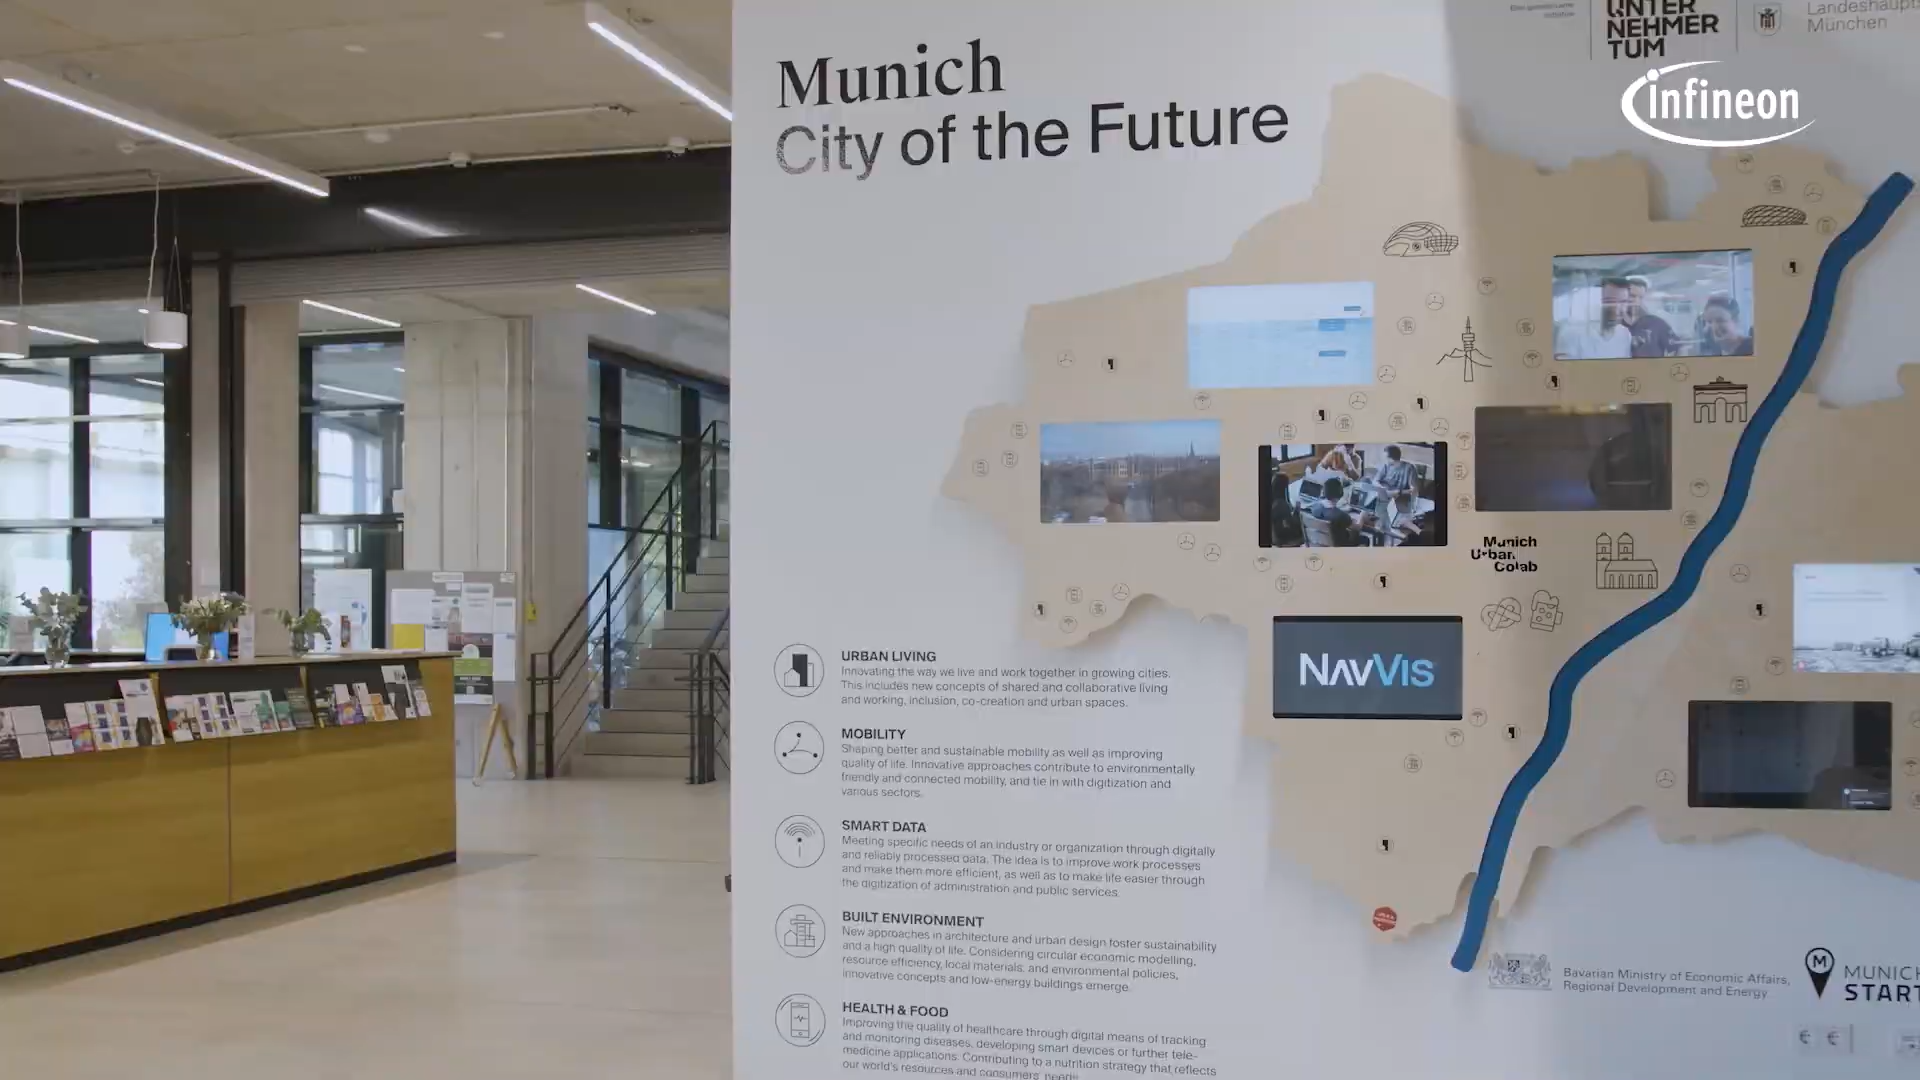 Munich
City of the Future
UNTER
NEHMER
TUM
Landeshaupts
München
infineon
Munich
Urban
Colab
NAVVIS
URBAN LIVING
Innovating the way we live and work together in growing cities.
This includes new concepts of shared and collaborative living
and working, inclusion, co-creation and urban spaces.
MOBILITY
Shaping better and sustainable mobility as well as improving
quality of life. Innovative approaches contribute to environmentally
friendly and connected mobility, and tie in with digitization and
various sectors.
SMART DATA
Meeting specific needs of an industry or organization through digitally
and reliably processed data. The idea is to improve work processes
and make them more efficient, as well as to make life easier through
the digitization of administration and public services.
BUILT ENVIRONMENT
New approaches in architecture and urban design foster sustainability
and a high quality of life. Considering circular economic modelling,
resource efficiency, local materials, and environmental policies,
innovative concepts and low-energy buildings emerge.
HEALTH & FOOD
Improving the quality of healthcare through digital means of tracking
and monitoring diseases, developing smart devices or further tele-
medicine applications. Contributing to a nutrition strategy that reflects
our world's resources and consumers' needs.
Bavarian Ministry of Economic Affairs,
Regional Development and Energy
M
MUNICH
START